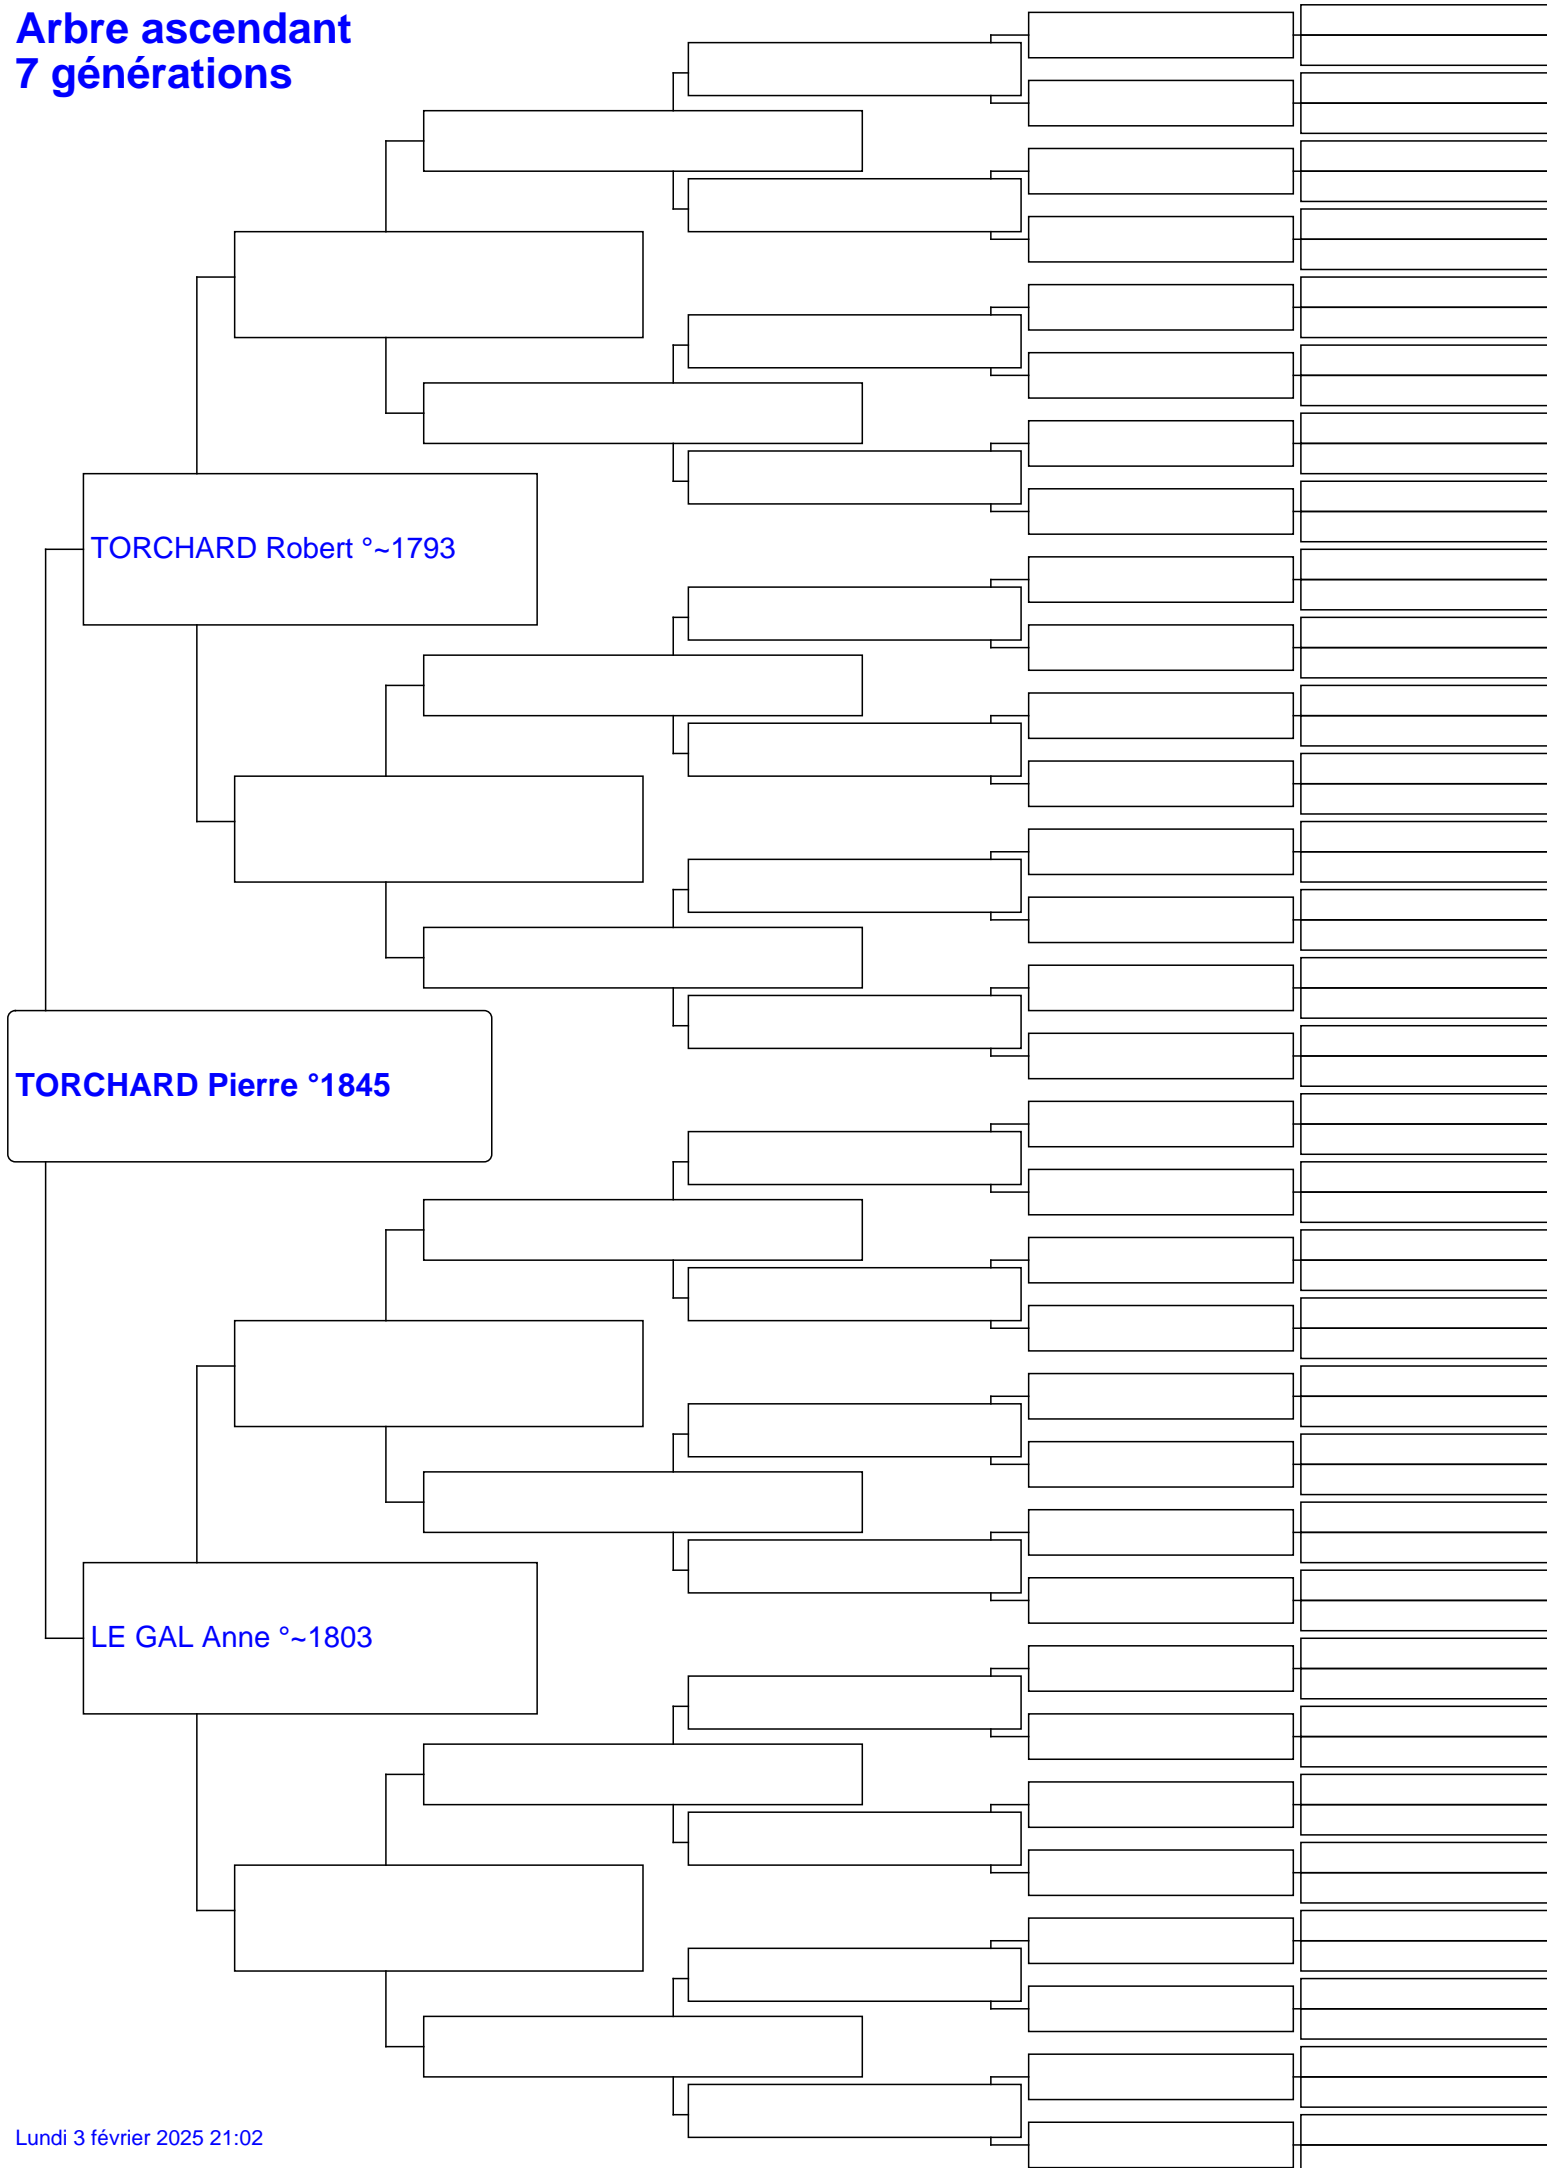 Arbre ascendant
7 générations
TORCHARD Robert °~1793
TORCHARD Pierre °1845
LE GAL Anne °~1803
Lundi 3 février 2025 21:02